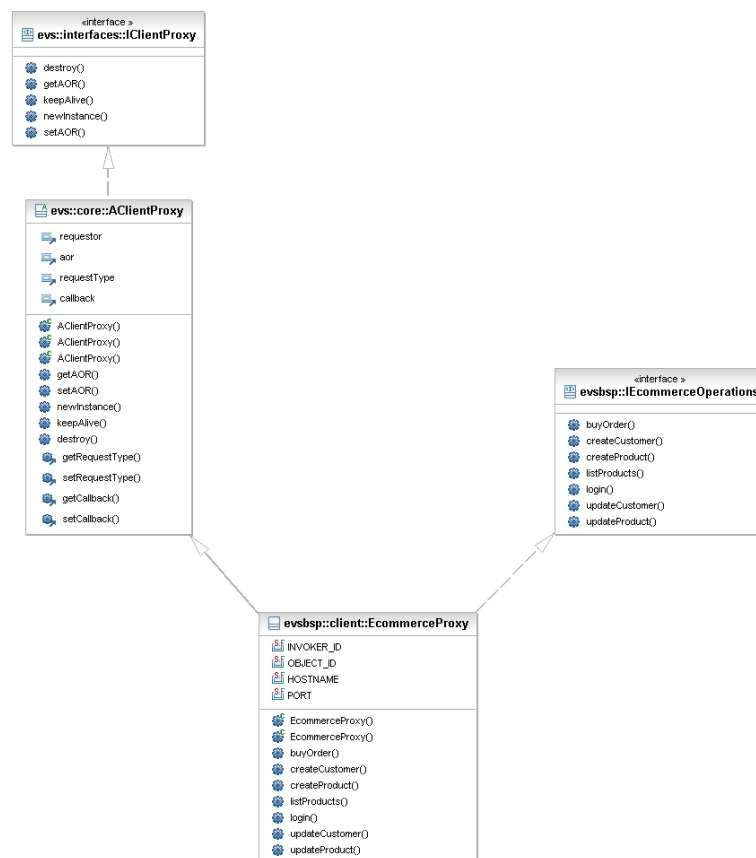 «interface »
evs::interfaces::IClientProxy
destroy()
getAOR()
keepAlive()
newInstance()
setAOR()
evs::core::AClientProxy
requestor
aor
requestType
callback
AClientProxy()
AClientProxy()
AClientProxy()
getAOR()
setAOR()
newInstance()
keepAlive()
destroy()
getRequestType()
setRequestType()
getCallback()
setCallback()
«interface »
evsbsp::IEcommerceOperations
buyOrder()
createCustomer()
createProduct()
listProducts()
login()
updateCustomer()
updateProduct()
evsbsp::client::EcommerceProxy
INVOKER_ID
OBJECT_ID
HOSTNAME
PORT
EcommerceProxy()
EcommerceProxy()
buyOrder()
createCustomer()
createProduct()
listProducts()
login()
updateCustomer()
updateProduct()